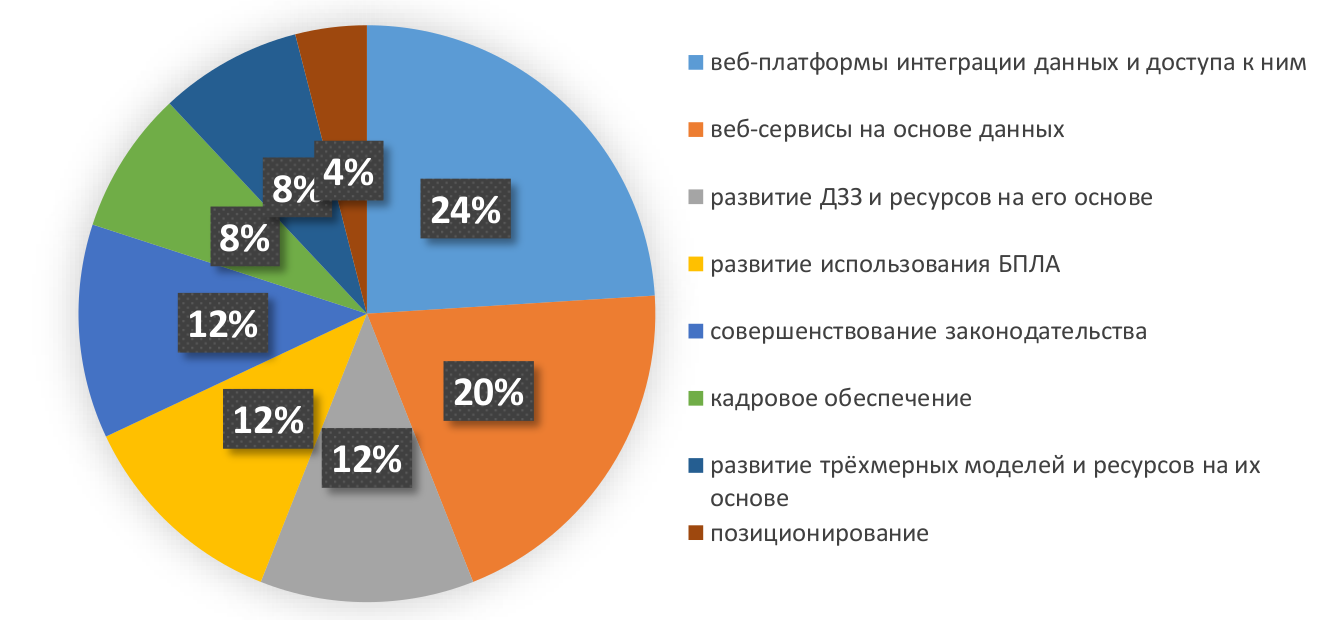 24%
20%
12%
12%
12%
8%
8%
4%
веб-платформы интеграции данных и доступа к ним
веб-сервисы на основе данных
развитие ДЗЗ и ресурсов на его основе
развитие использования БПЛА
совершенствование законодательства
кадровое обеспечение
развитие трёхмерных моделей и ресурсов на их
основе
позиционирование